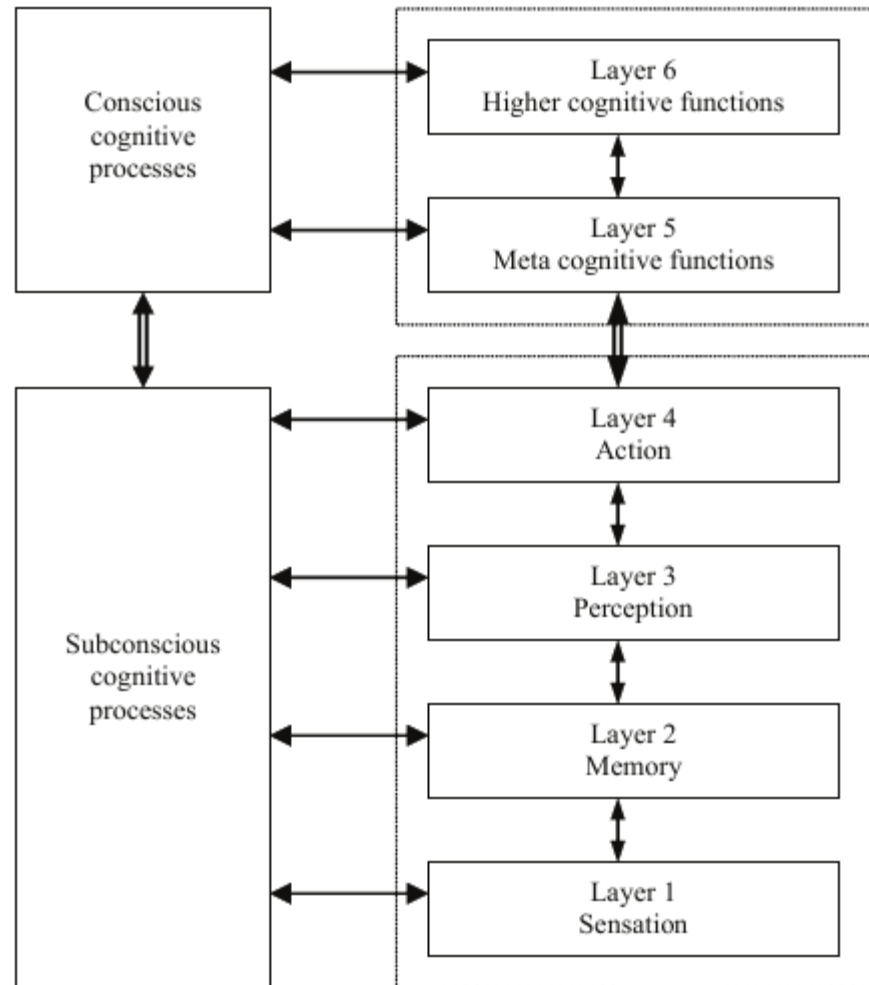 Conscious
cognitive
processes
Layer 6
Higher cognitive functions
Layer 5
Meta cognitive functions
Subconscious
cognitive
processes
Layer 4
Action
Layer 3
Perception
Layer 2
Memory
Layer 1
Sensation